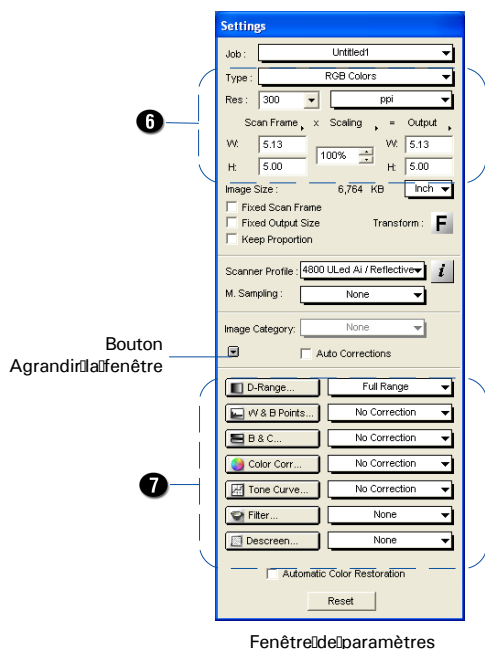 Settings
Job : Untitled1
Type : RGB Colors
Res : 300 ppi
6
Scan Frame x Scaling = Output
W: 5.13 100% W: 5.13
H: 5.00 H: 5.00
Image Size : 6,764 KB Inch
Fixed Scan Frame
Fixed Output Size Transform : F
Keep Proportion
Scanner Profile : 4800 ULed Ai / Reflective i
M. Sampling : None
Image Category: None
Bouton
Agrandir la fenêtre
Auto Corrections
D-Range... Full Range
W & B Points... No Correction
B & C... No Correction
Color Corr... No Correction
7
Tone Curve... No Correction
Filter... None
Descreen... None
Automatic Color Restoration
Reset
Fenêtre de paramètres